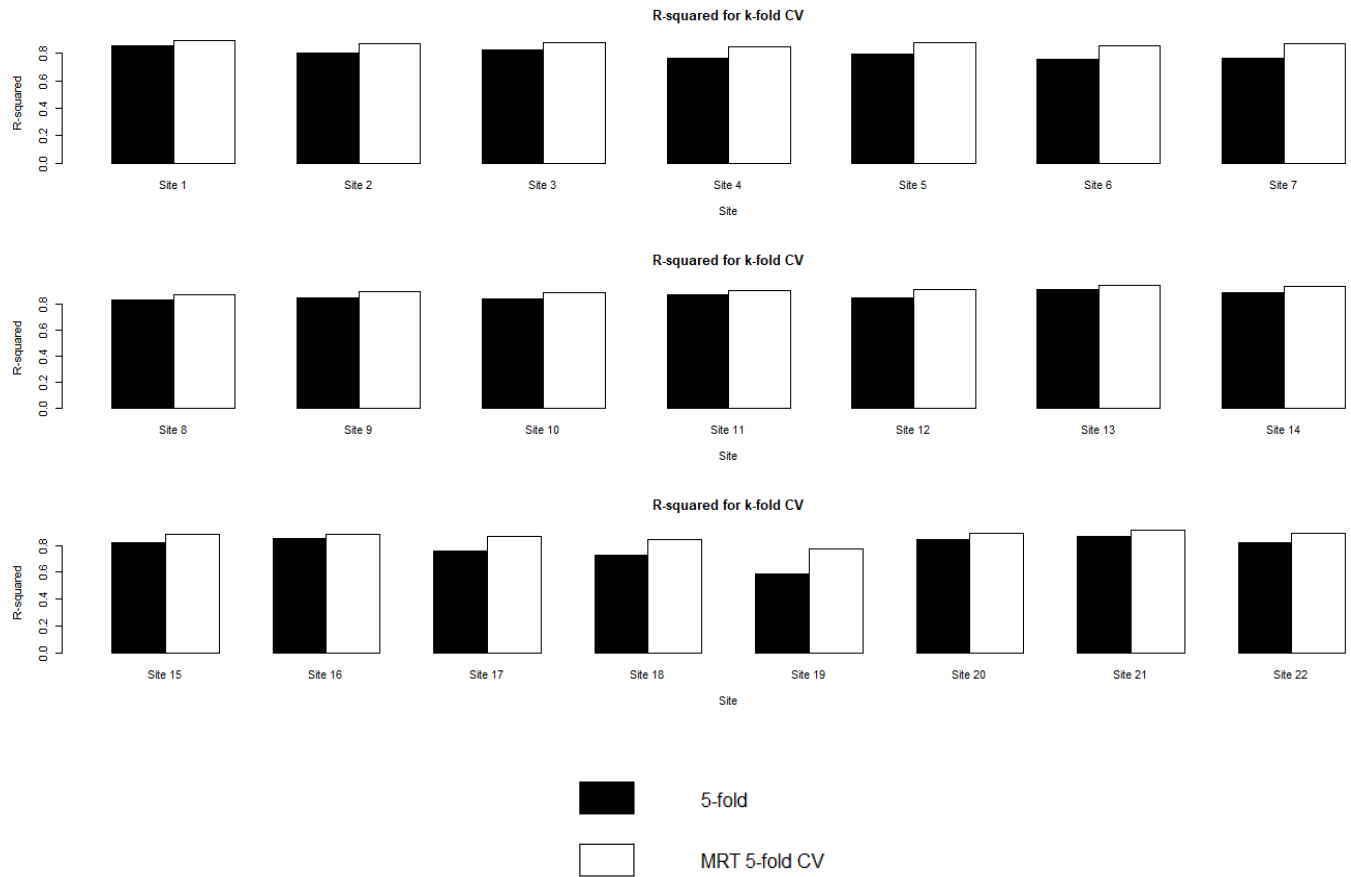 R-squared for k-fold CV
R-squared
0.0 0.2 0.4 0.6 0.8
Site 1 Site 2 Site 3 Site 4 Site 5 Site 6 Site 7
Site
R-squared for k-fold CV
R-squared
0.0 0.2 0.4 0.6 0.8
Site 8 Site 9 Site 10 Site 11 Site 12 Site 13 Site 14
Site
R-squared for k-fold CV
R-squared
0.0 0.2 0.4 0.6 0.8
Site 15 Site 16 Site 17 Site 18 Site 19 Site 20 Site 21 Site 22
Site
5-fold
MRT 5-fold CV